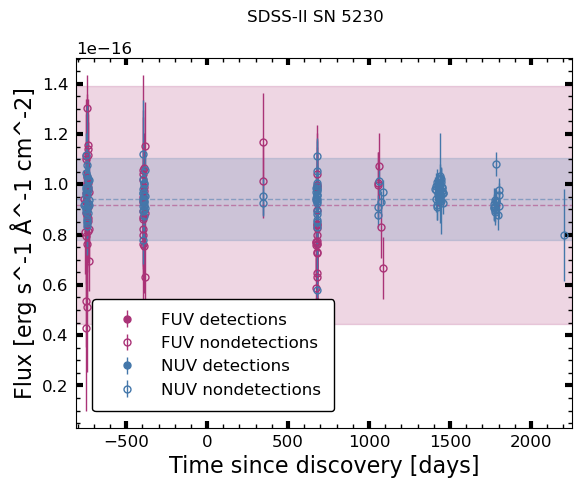 SDSS-II SN 5230
1e−16
1.4
1.2
1.0
0.8
0.6
0.4
0.2
Flux [erg s^-1 Å^-1 cm^-2]
FUV detections
FUV nondetections
NUV detections
NUV nondetections
−500 0 500 1000 1500 2000
Time since discovery [days]